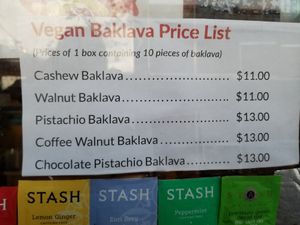 Vegan Baklava Price List
(Prices of 1 box containing 10 pieces of baklava)
Cashew Baklava.......................... $11.00
Walnut Baklava........................... $11.00
Pistachio Baklava........................ $13.00
Coffee Walnut Baklava................ $13.00
Chocolate Pistachio Baklava......... $13.00
STASH STASH STASH
Lemon Ginger Earl Grey Peppermint